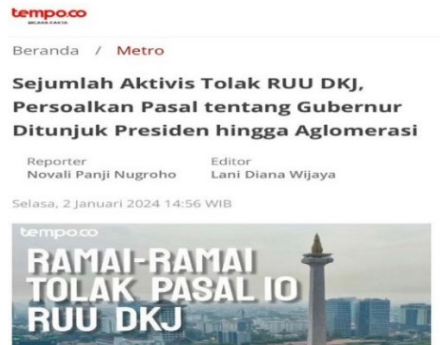 tempo.co
BICARA FAKTA
Beranda / Metro
Sejumlah Aktivis Tolak RUU DKJ,
Persoalkan Pasal tentang Gubernur
Ditunjuk Presiden hingga Aglomerasi
Reporter Editor
Novali Panji Nugroho Lani Diana Wijaya
Selasa, 2 Januari 2024 14:56 WIB
tempo.co
RAMAI-RAMAI
TOLAK PASAL 10
RUU DKJ